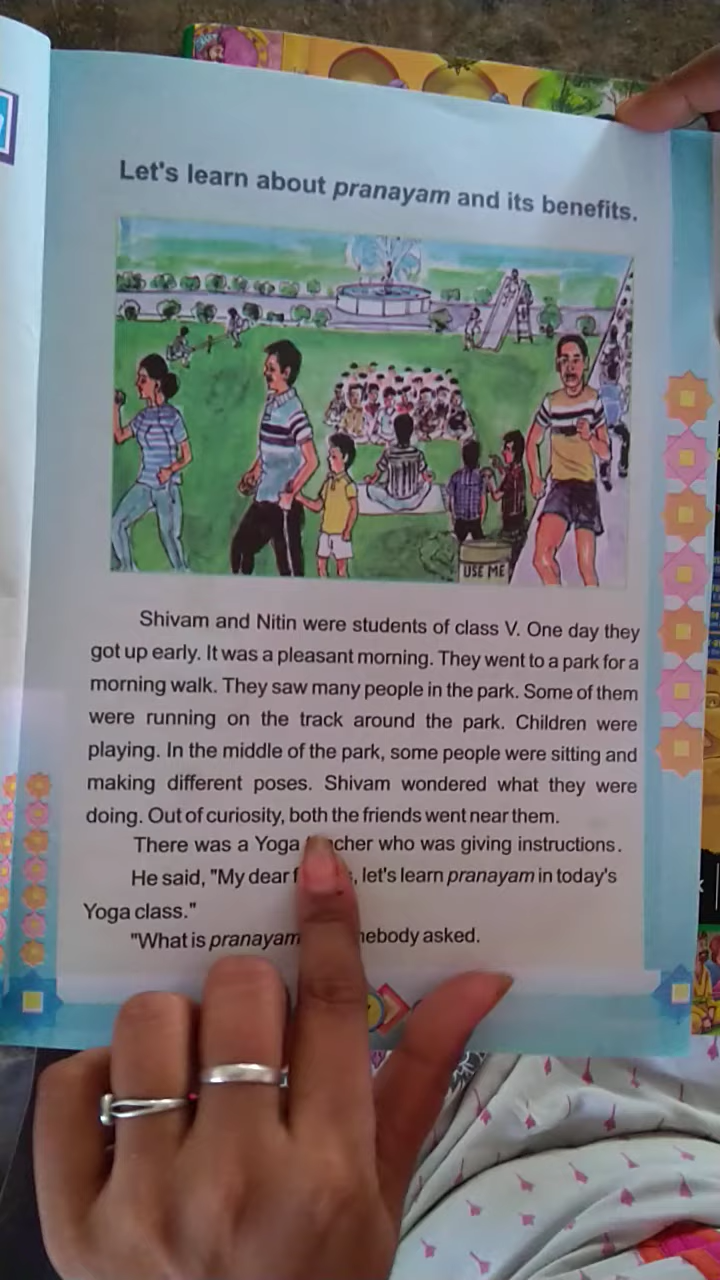 Let's learn about pranayam and its benefits.
USE ME
Shivam and Nitin were students of class V. One day they
got up early. It was a pleasant morning. They went to a park for a
morning walk. They saw many people in the park. Some of them
were running on the track around the park. Children were
playing. In the middle of the park, some people were sitting and
making different poses. Shivam wondered what they were
doing. Out of curiosity, both the friends went near them.
There was a Yoga who was giving instructions.
He said, "My dear let's learn pranayam in today's
Yoga class."
"What is pranayam asked.